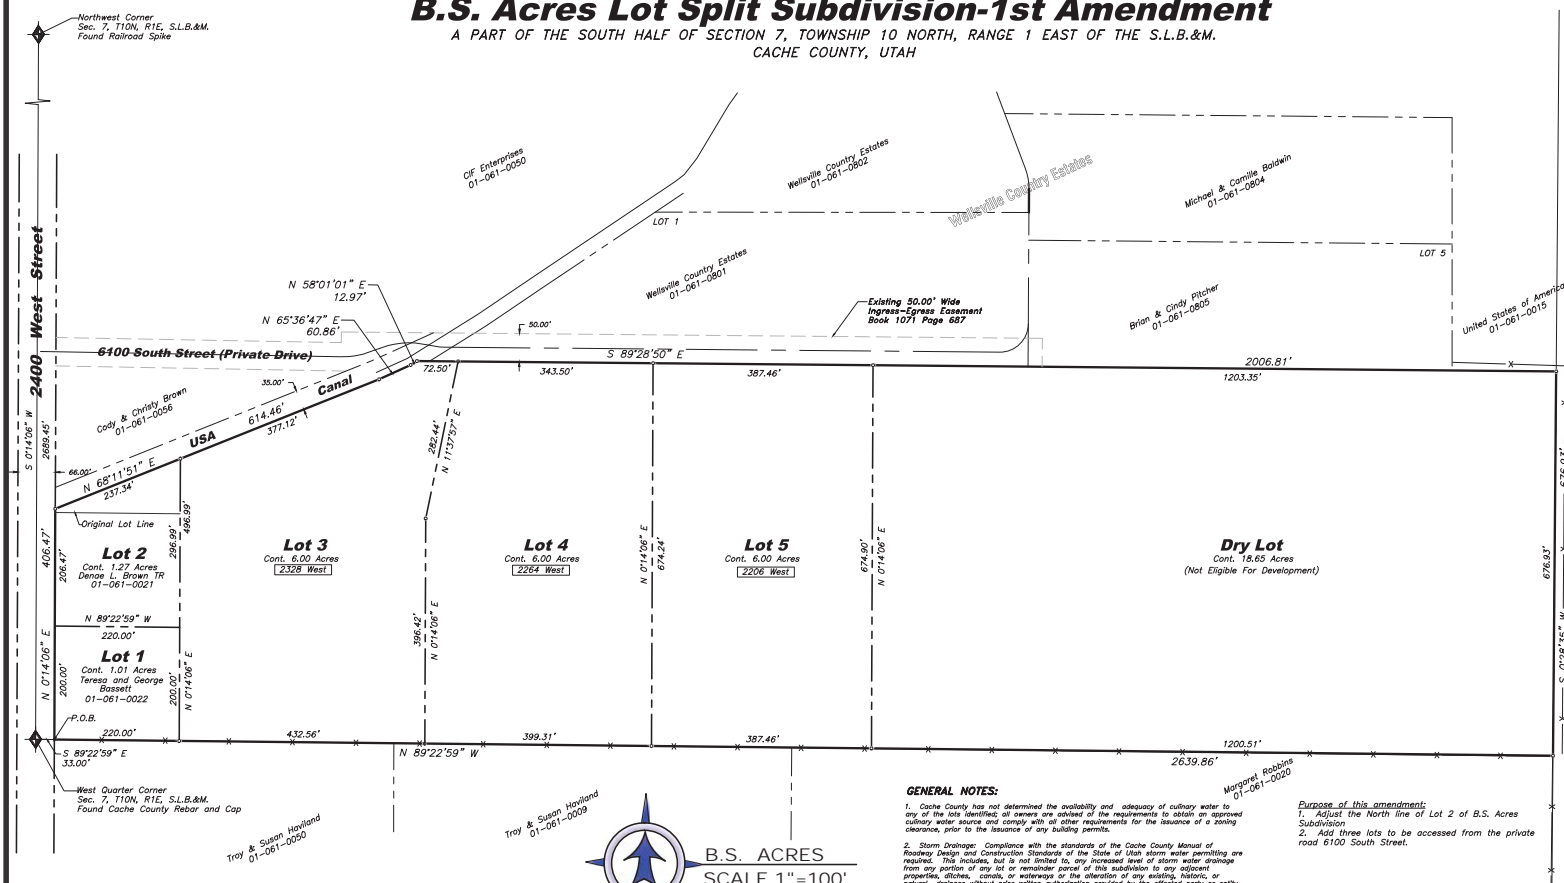 B.S. Acres Lot Split Subdivision-1st Amendment
A PART OF THE SOUTH HALF OF SECTION 7, TOWNSHIP 10 NORTH, RANGE 1 EAST OF THE S.L.B.&M.
CACHE COUNTY, UTAH
Northwest Corner
Sec. 7, T10N, R1E, S.L.B.&M.
Found Railroad Spike
CIF Enterprises
01-061-0050
Wellsville Country Estates
01-061-0802
Wellsville Country Estates
Michael & Camille Baldwin
01-061-0804
LOT 1
LOT 5
Wellsville Country Estates
01-061-0801
Brian & Cindy Pitcher
01-061-0805
United States of America
01-061-0015
Existing 50.00' Wide
Ingress-Egress Easement
Book 1071 Page 687
2400 West Street
N 58°01'01" E
12.97'
N 65°36'47" E
60.86'
50.00'
6100 South Street (Private Drive)
S 89°28'50" E
2006.81'
72.50'
343.50'
387.46'
1203.35'
35.00'
USA Canal
Cody & Christy Brown
01-061-0056
614.46'
377.12'
N 68°11'51" E
237.34'
S 0°14'06" W
2689.45'
66.00'
282.44'
N 11°37'57" E
Original Lot Line
496.99'
296.99'
406.47'
206.47'
Lot 2
Cont. 1.27 Acres
Denae L. Brown TR
01-061-0021
N 89°22'59" W
220.00'
Lot 1
Cont. 1.01 Acres
Teresa and George
Bassett
01-061-0022
N 0°14'06" E
200.00'
200.00'
N 0°14'06" E
Lot 3
Cont. 6.00 Acres
2328 West
396.42'
N 0°14'06" E
Lot 4
Cont. 6.00 Acres
2264 West
N 0°14'06" E
674.24'
Lot 5
Cont. 6.00 Acres
2206 West
674.90'
N 0°14'06" E
Dry Lot
Cont. 18.65 Acres
(Not Eligible For Development)
676.93'
676.93'
S 0°28'35" W
P.O.B.
220.00'
432.56'
399.31'
387.46'
1200.51'
S 89°22'59" E
33.00'
N 89°22'59" W
2639.86'
West Quarter Corner
Sec. 7, T10N, R1E, S.L.B.&M.
Found Cache County Rebar and Cap
Troy & Susan Haviland
01-061-0050
Troy & Susan Haviland
01-061-0009
Margaret Robbins
01-061-0020
B.S. ACRES
SCALE 1"=100'
GENERAL NOTES:
1. Cache County has not determined the availability and adequacy of culinary water to
any of the lots identified; all owners are advised of the requirements to obtain an approved
culinary water source and comply with all other requirements for the issuance of a zoning
clearance, prior to the issuance of any building permits.
2. Storm Drainage: Compliance with the standards of the Cache County Manual of
Roadway Design and Construction Standards of the State of Utah storm water permitting are
required. This includes, but is not limited to, any increased level of storm water drainage
from any portion of any lot or remainder parcel of this subdivision to any adjacent
properties, ditches, canals, or waterways or the alteration of any existing, historic, or
Purpose of this amendment:
1. Adjust the North line of Lot 2 of B.S. Acres
Subdivision
2. Add three lots to be accessed from the private
road 6100 South Street.